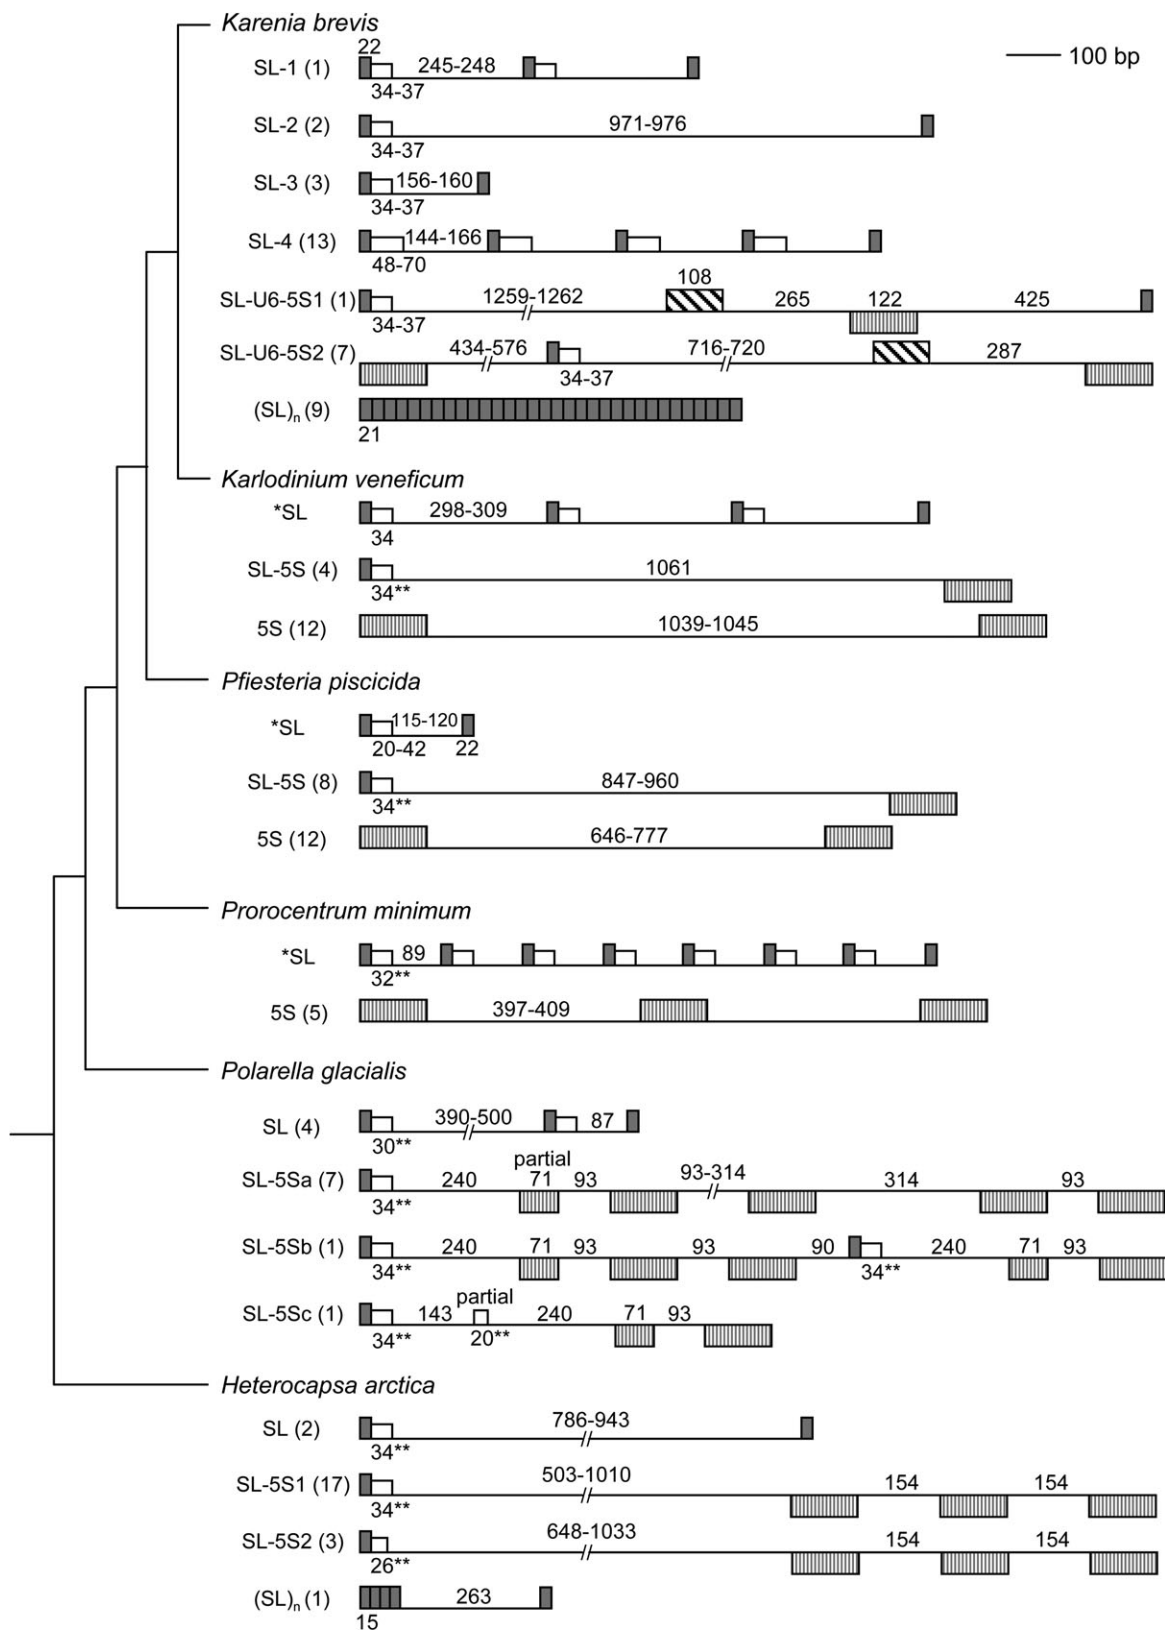 Karenia brevis
22
SL-1 (1) 245-248 100 bp
34-37
SL-2 (2) 971-976
34-37
SL-3 (3) 156-160
34-37
SL-4 (13) 144-166
48-70
108
SL-U6-5S1 (1) 1259-1262 265 122 425
34-37
SL-U6-5S2 (7) 434-576 716-720 287
34-37
(SL)n (9)
21
Karlodinium veneficum
*SL 298-309
34
SL-5S (4) 1061
34**
5S (12) 1039-1045
Pfiesteria piscicida
*SL 115-120
20-42 22
SL-5S (8) 847-960
34**
5S (12) 646-777
Prorocentrum minimum
*SL 89
32**
5S (5) 397-409
Polarella glacialis
SL (4) 390-500 87
30**
partial
SL-5Sa (7) 240 71 93 93-314 314 93
34**
SL-5Sb (1) 240 71 93 93 90 240 71 93
34** 34**
partial
SL-5Sc (1) 143 240 71 93
34** 20**
Heterocapsa arctica
SL (2) 786-943
34**
SL-5S1 (17) 503-1010 154 154
34**
SL-5S2 (3) 648-1033 154 154
26**
(SL)n (1) 263
15